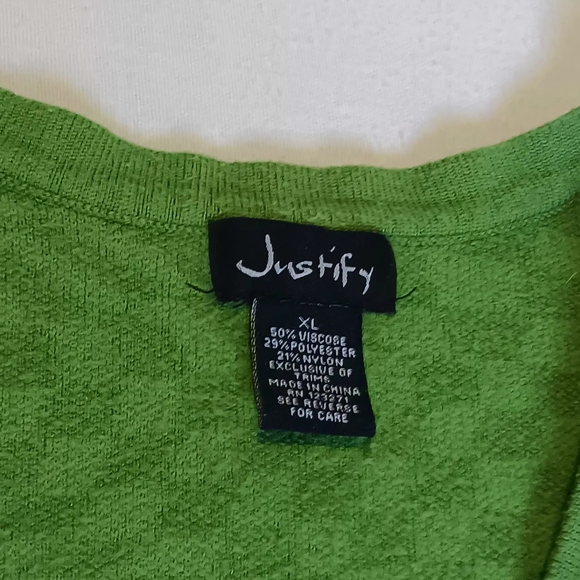 Justify
XL
50% VISCOSE
29% POLYESTER
21% NYLON
EXCLUSIVE OF
TRIMS
MADE IN CHINA
RN 123271
SEE REVERSE
FOR CARE